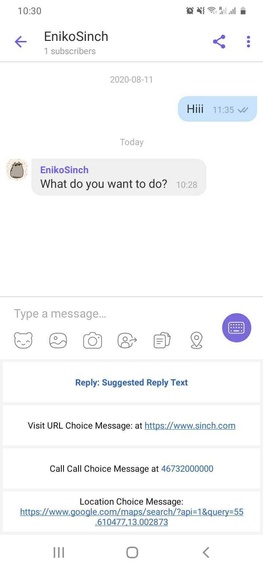 10:30
EnikoSinch
1 subscribers
2020-08-11
Hiii 11:35
Today
EnikoSinch
What do you want to do? 10:28
Type a message...
Reply: Suggested Reply Text
Visit URL Choice Message: at https://www.sinch.com
Call Call Choice Message at 46732000000
Location Choice Message:
https://www.google.com/maps/search/?api=1&query=55
.610477,13.002873